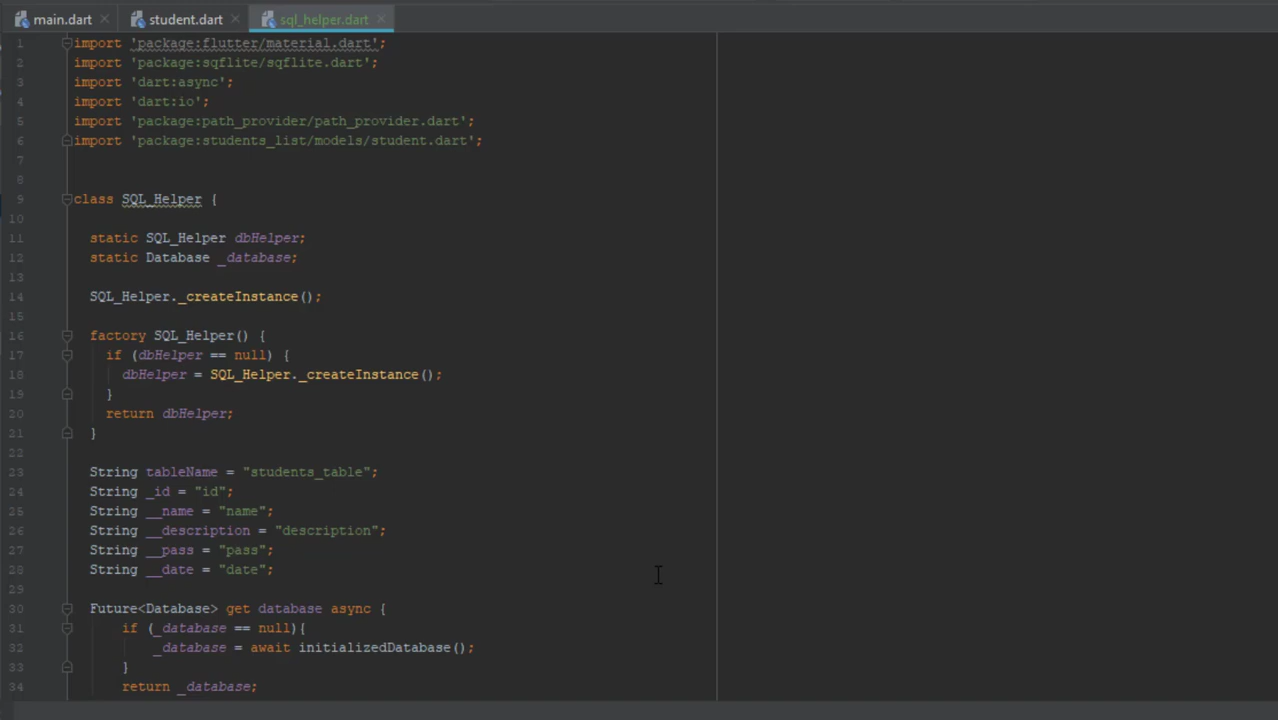 main.dart student.dart sql_helper.dart
1 import 'package:flutter/material.dart';
2 import 'package:sqflite/sqflite.dart';
3 import 'dart:async';
4 import 'dart:io';
5 import 'package:path_provider/path_provider.dart';
6 import 'package:students_list/models/student.dart';
7
8
9 class SQL_Helper {
10
11 static SQL_Helper dbHelper;
12 static Database _database;
13
14 SQL_Helper._createInstance();
15
16 factory SQL_Helper() {
17 if (dbHelper == null) {
18 dbHelper = SQL_Helper._createInstance();
19 }
20 return dbHelper;
21 }
22
23 String tableName = "students_table";
24 String _id = "id";
25 String __name = "name";
26 String __description = "description";
27 String __pass = "pass";
28 String __date = "date";
29
30 Future<Database> get database async {
31 if (_database == null){
32 _database = await initializedDatabase();
33 }
34 return _database;